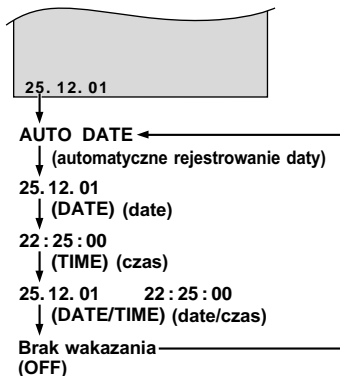 25. 12. 01
AUTO DATE
(automatyczne rejestrowanie daty)
25. 12. 01
(DATE) (date)
22 : 25 : 00
(TIME) (czas)
25. 12. 01 22 : 25 : 00
(DATE/TIME) (date/czas)
Brak wakazania
(OFF)